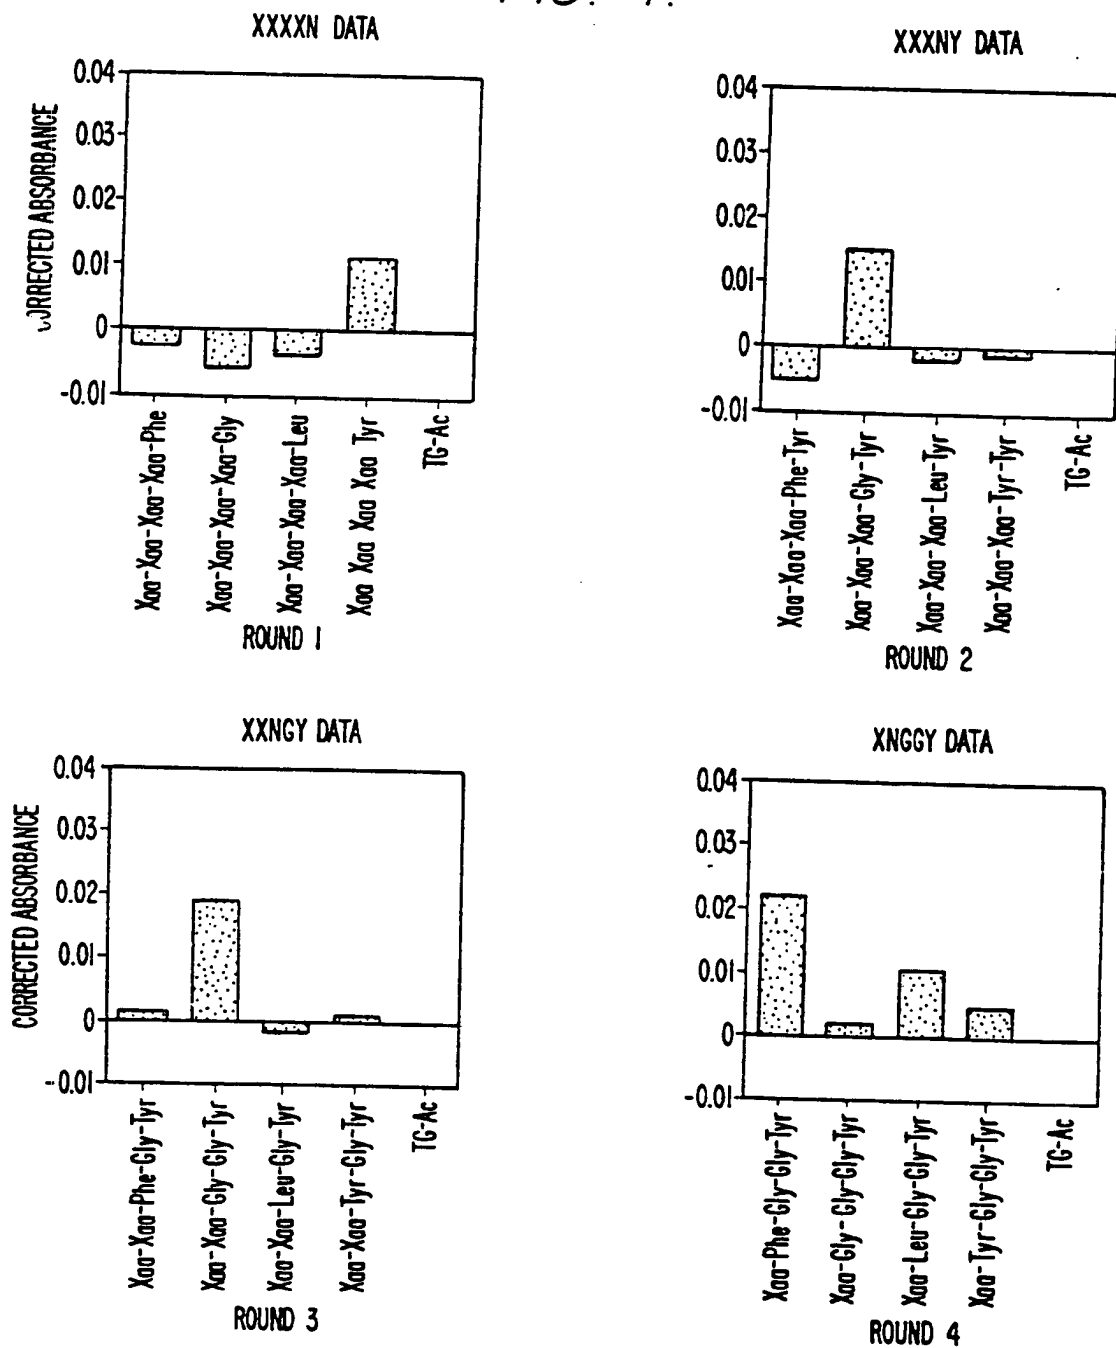 XXXXN DATA
CORRECTED ABSORBANCE
0.04
0.03
0.02
0.01
0
-0.01
Xaa-Xaa-Xaa-Xaa-Phe
Xaa-Xaa-Xaa-Xaa-Gly
Xaa-Xaa-Xaa-Xaa-Leu
Xaa Xaa Xaa Xaa Tyr
TG-Ac
ROUND 1
XXXNY DATA
0.04
0.03
0.02
0.01
0
-0.01
Xaa-Xaa-Xaa-Phe-Tyr
Xaa-Xaa-Xaa-Gly-Tyr
Xaa-Xaa-Xaa-Leu-Tyr
Xaa-Xaa-Xaa-Tyr-Tyr
TG-Ac
ROUND 2
XXNGY DATA
CORRECTED ABSORBANCE
0.04
0.03
0.02
0.01
0
-0.01
Xaa-Xaa-Phe-Gly-Tyr
Xaa-Xaa-Gly-Gly-Tyr
Xaa-Xaa-Leu-Gly-Tyr
Xaa-Xaa-Tyr-Gly-Tyr
TG-Ac
ROUND 3
XNGGY DATA
0.04
0.03
0.02
0.01
0
-0.01
Xaa-Phe-Gly-Gly-Tyr
Xaa-Gly-Gly-Gly-Tyr
Xaa-Leu-Gly-Gly-Tyr
Xaa-Tyr-Gly-Gly-Tyr
TG-Ac
ROUND 4